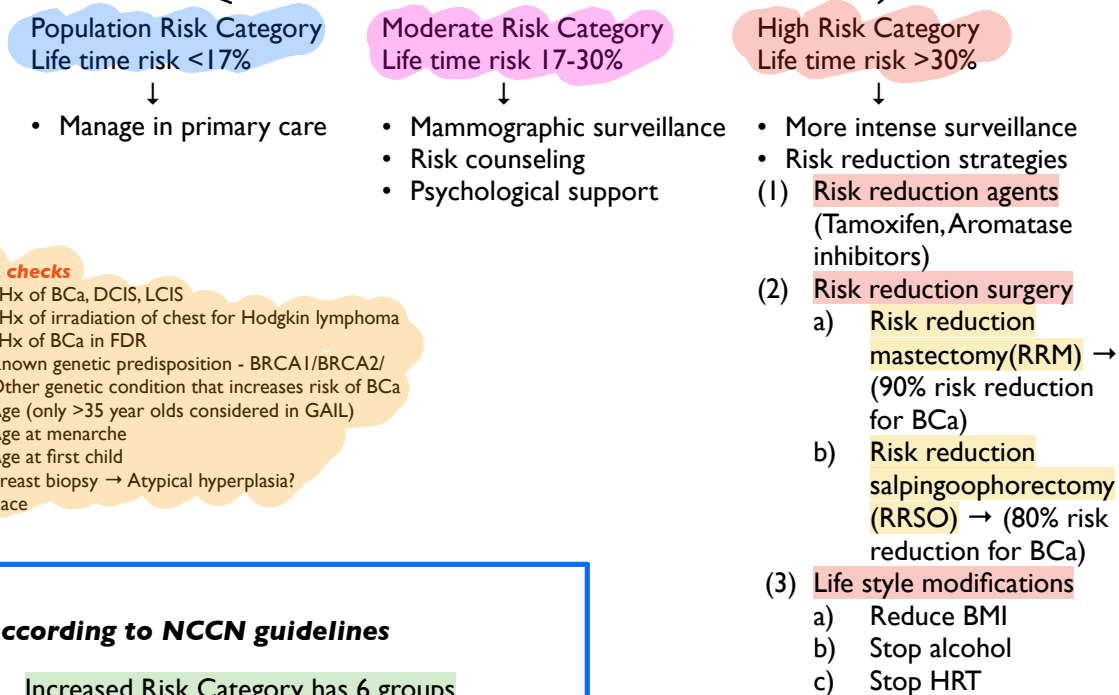 Population Risk Category
Life time risk <17%
↓
• Manage in primary care
Moderate Risk Category
Life time risk 17-30%
↓
• Mammographic surveillance
• Risk counseling
• Psychological support
High Risk Category
Life time risk >30%
↓
• More intense surveillance
• Risk reduction strategies
(1) Risk reduction agents
(Tamoxifen, Aromatase
inhibitors)
(2) Risk reduction surgery
a) Risk reduction
mastectomy(RRM) →
(90% risk reduction
for BCa)
b) Risk reduction
salpingoophorectomy
(RRSO) → (80% risk
reduction for BCa)
(3) Life style modifications
a) Reduce BMI
b) Stop alcohol
c) Stop HRT
checks
Hx of BCa, DCIS, LCIS
Hx of irradiation of chest for Hodgkin lymphoma
Hx of BCa in FDR
nown genetic predisposition - BRCA1/BRCA2/
Other genetic condition that increases risk of BCa
Age (only >35 year olds considered in GAIL)
Age at menarche
Age at first child
reast biopsy → Atypical hyperplasia?
ace
ccording to NCCN guidelines
Increased Risk Category has 6 groups